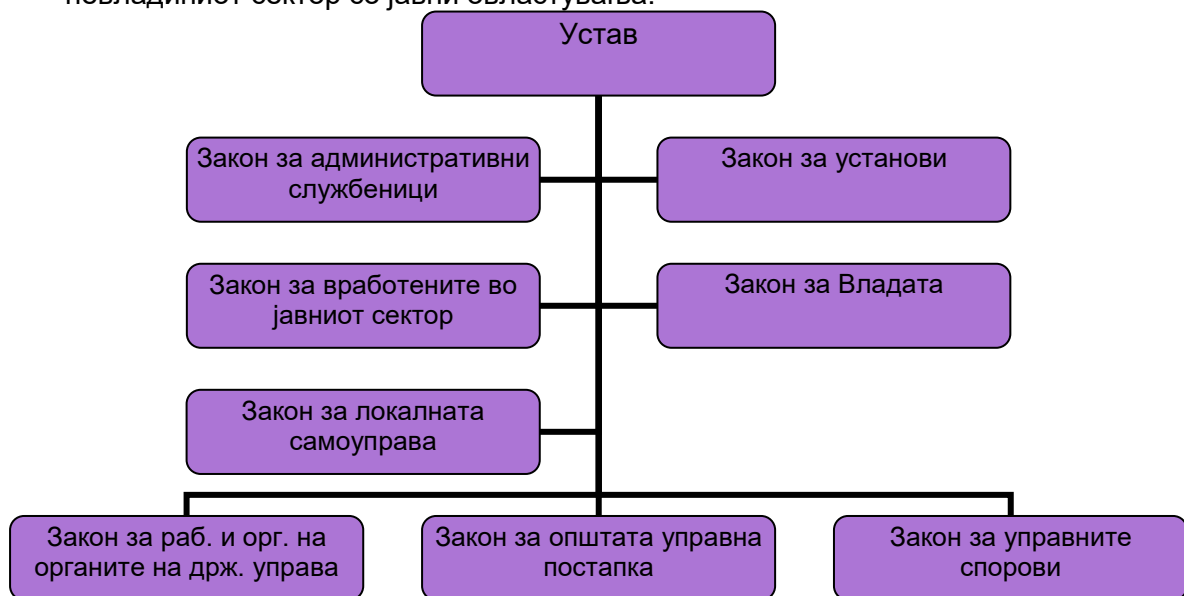 Устав
Закон за административни
службеници
Закон за установи
Закон за вработените во
јавниот сектор
Закон за Владата
Закон за локалната
самоуправа
Закон за раб. и орг. на
органите на држ. управа
Закон за општата управна
постапка
Закон за управните
спорови